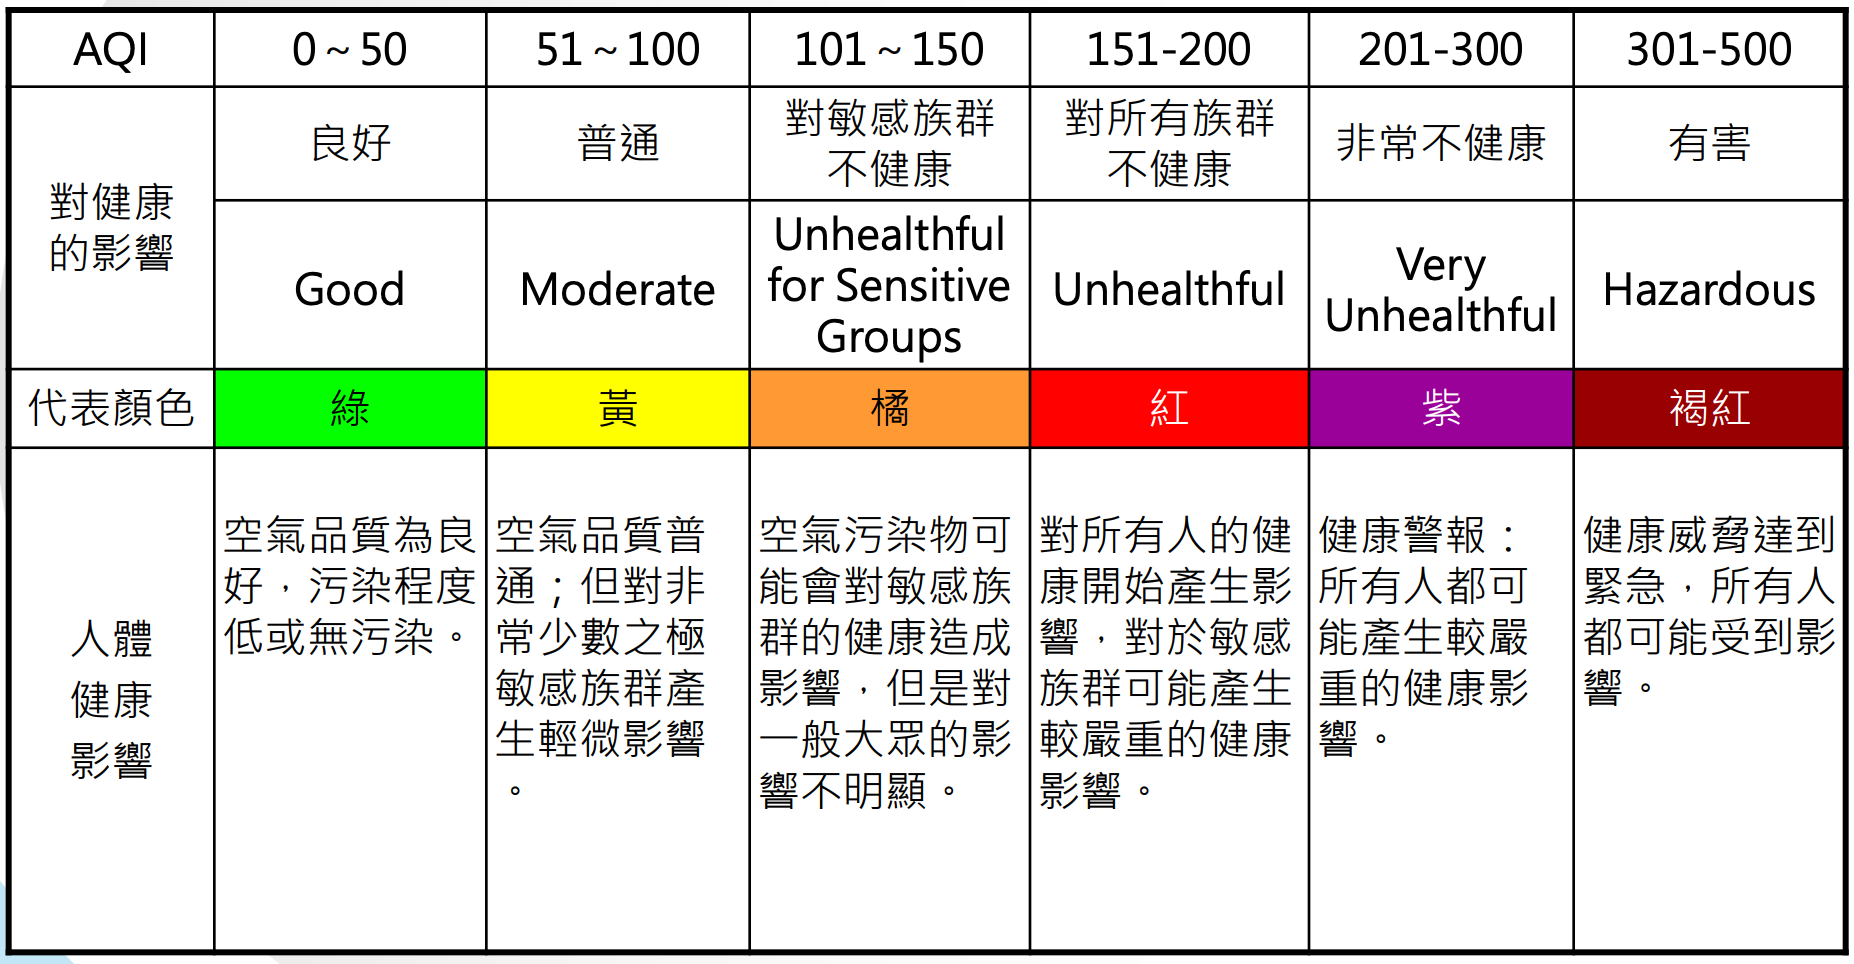 AQI
0～50
51～100
101～150
151-200
201-300
301-500
對健康
的影響
良好
普通
對敏感族群
不健康
對所有族群
不健康
非常不健康
有害
Good
Moderate
Unhealthful
for Sensitive
Groups
Unhealthful
Very
Unhealthful
Hazardous
代表顏色
綠
黃
橘
紅
紫
褐紅
人體
健康
影響
空氣品質為良
好，污染程度
低或無污染。
空氣品質普
通；但對非
常少數之極
敏感族群產
生輕微影響
。
空氣污染物可
能會對敏感族
群的健康造成
影響，但是對
一般大眾的影
響不明顯。
對所有人的健
康開始產生影
響，對於敏感
族群可能產生
較嚴重的健康
影響。
健康警報：
所有人都可
能產生較嚴
重的健康影
響。
健康威脅達到
緊急，所有人
都可能受到影
響。